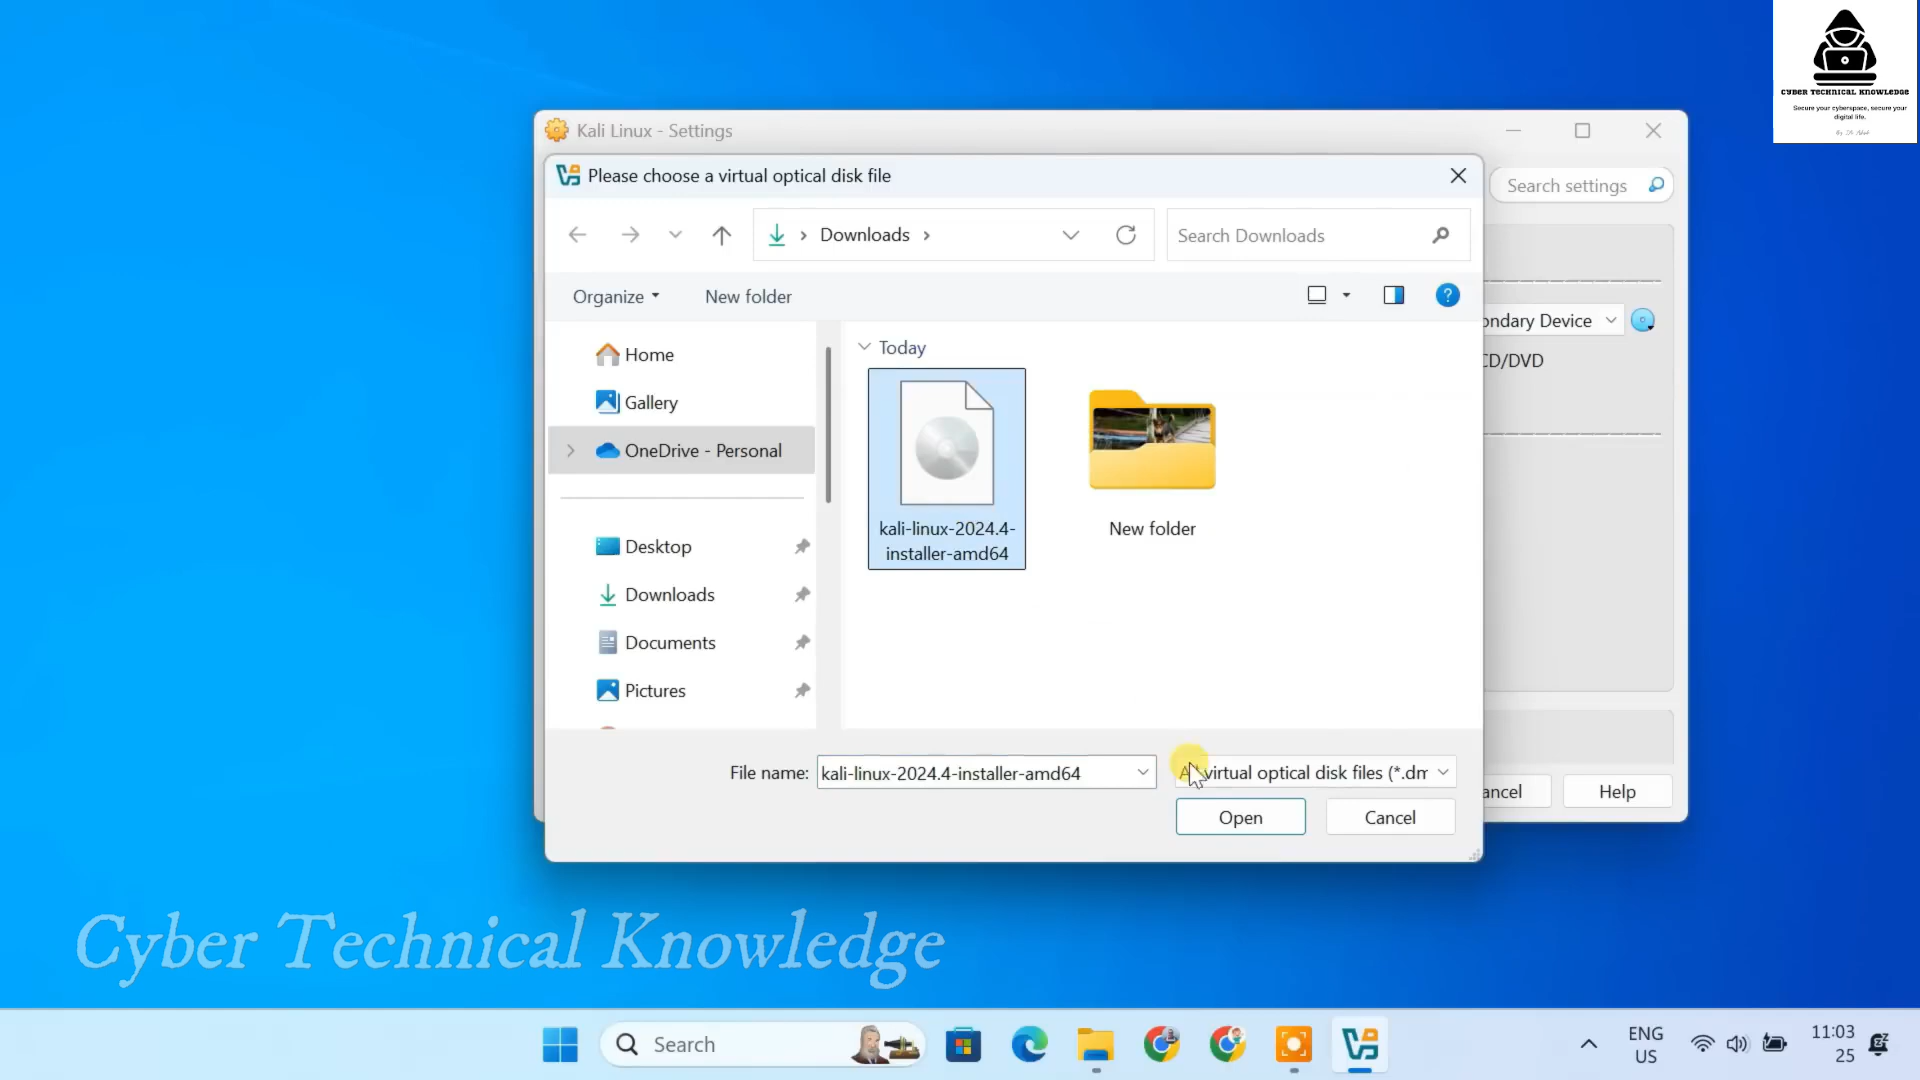 CYBER TECHNICAL KNOWLEDGE
Secure your cyberspace, secure your
digital life.
Kali Linux - Settings
Please choose a virtual optical disk file
Search settings
Downloads
Search Downloads
Organize
New folder
ondary Device
CD/DVD
Home
Gallery
OneDrive - Personal
Desktop
Downloads
Documents
Pictures
Today
kali-linux-2024.4-
installer-amd64
New folder
File name:
kali-linux-2024.4-installer-amd64
virtual optical disk files (*.dm
Open
Cancel
ancel
Help
Cyber Technical Knowledge
Search
ENG
US
11:03
25